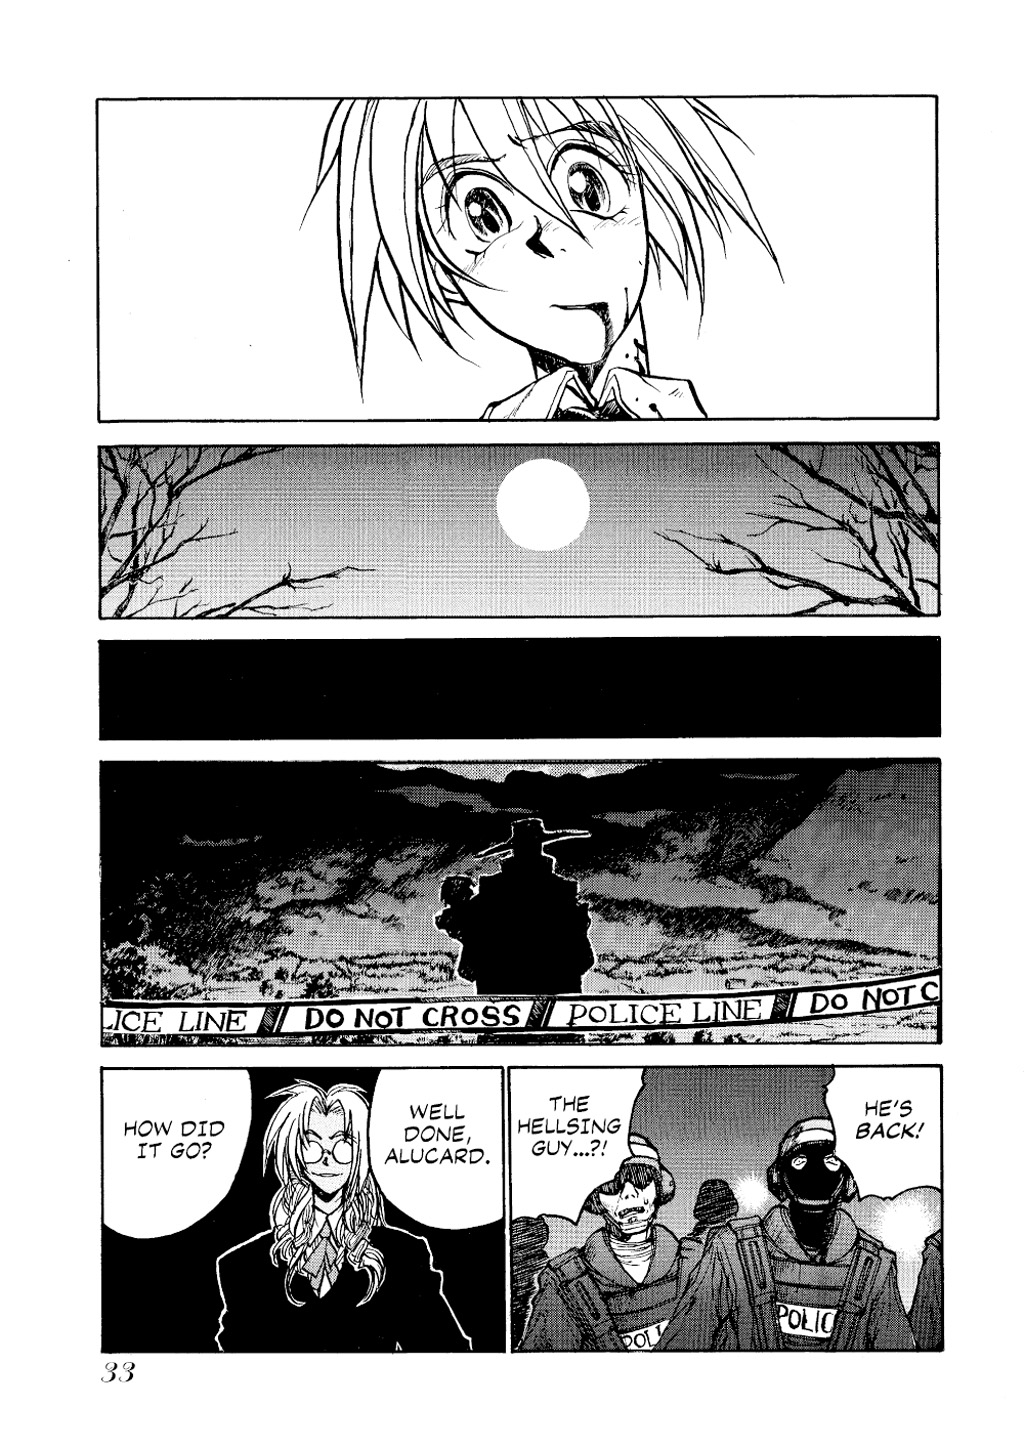 LICE LINE // DO NOT CROSS // POLICE LINE // DO NOT C
HE'S
BACK!
THE
HELLSING
GUY...?!
POLI
POLIC
WELL
DONE,
ALUCARD.
HOW DID
IT GO?
33